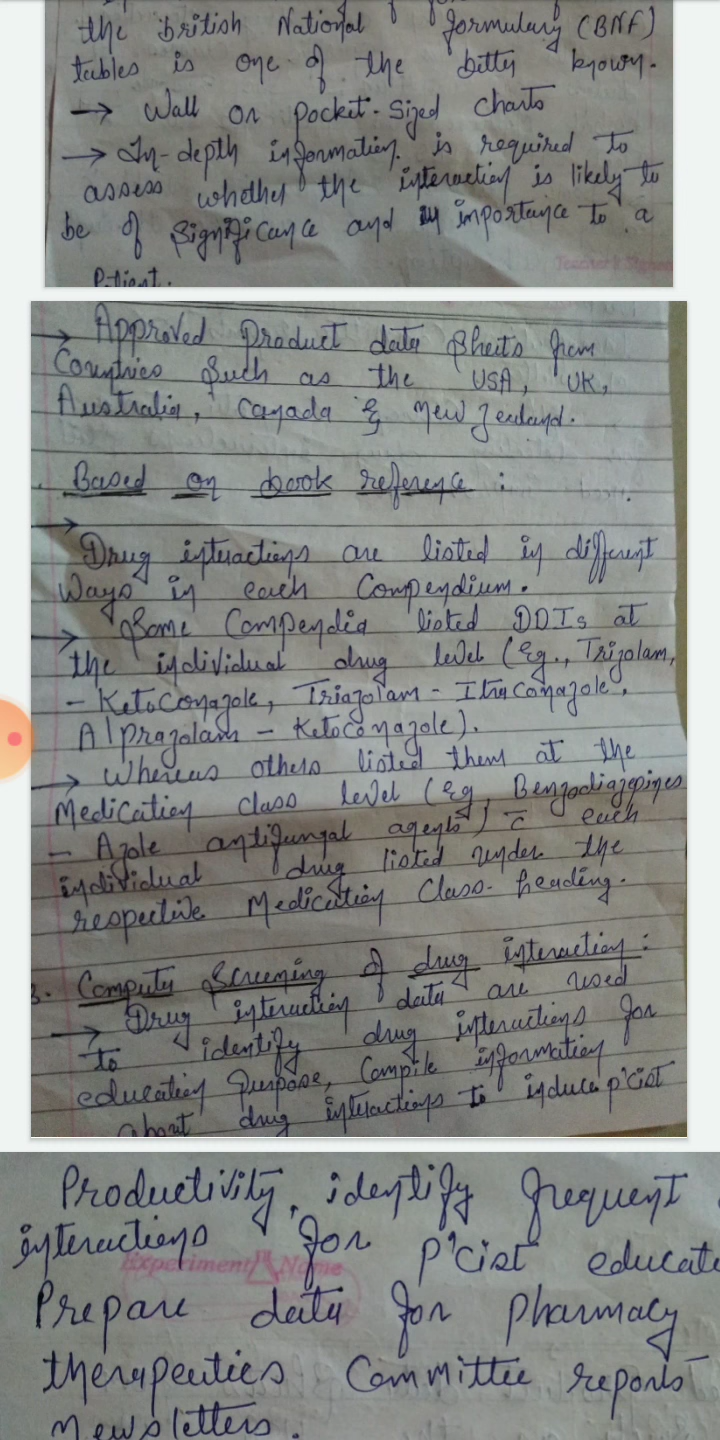 the British National formulary (BNF)
tables is one of the better known.
→ Wall or pocket-sized charts
→ In-depth information is required to
assess whether the interaction is likely to
be of significance and in importance to a
Patient.
→ Approved product data sheets from
Countries such as the USA, UK,
Australia, Canada & New Zealand.
Based on book reference :
→
Drug interactions are listed in different
ways in each Compendium.
→ Some Compendia listed DDIs at
the individual drug level (Eg., Trizolam,
- Ketoconazole, Triazolam - Itraconazole,
Alprazolam - Ketoconazole).
→ Whereas others listed them at the
Medication class level (eg, Benzodiazepines
- Azole antifungal agents) c̄ each
individual drug listed under the
respective Medication Class- heading.
3. Computer Screening of drug interaction :
→ Drug interaction data are used
to identify drug interactions for
education purpose, Compile information
about drug interactions to induce p'cist
Productivity, identify frequent
interactions for p'cist educate
Experiment Name
Prepare data for pharmacy
therapeutics Committee reports
Newsletters.